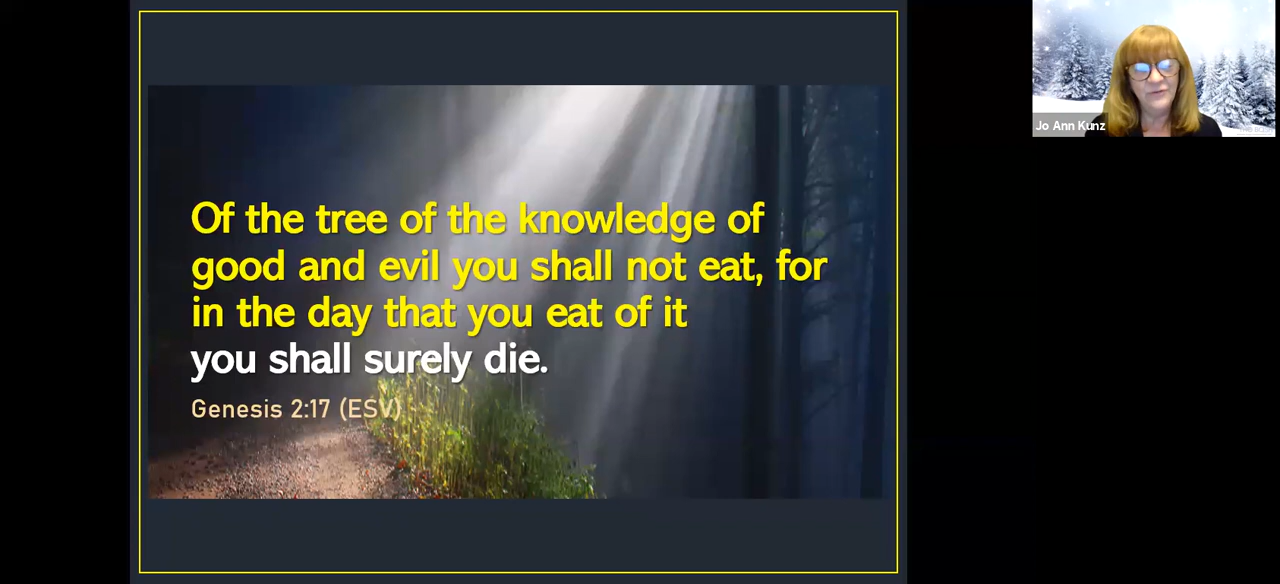 Of the tree of the knowledge of
good and evil you shall not eat, for
in the day that you eat of it
you shall surely die.
Genesis 2:17 (ESV)
Jo Ann Kunz